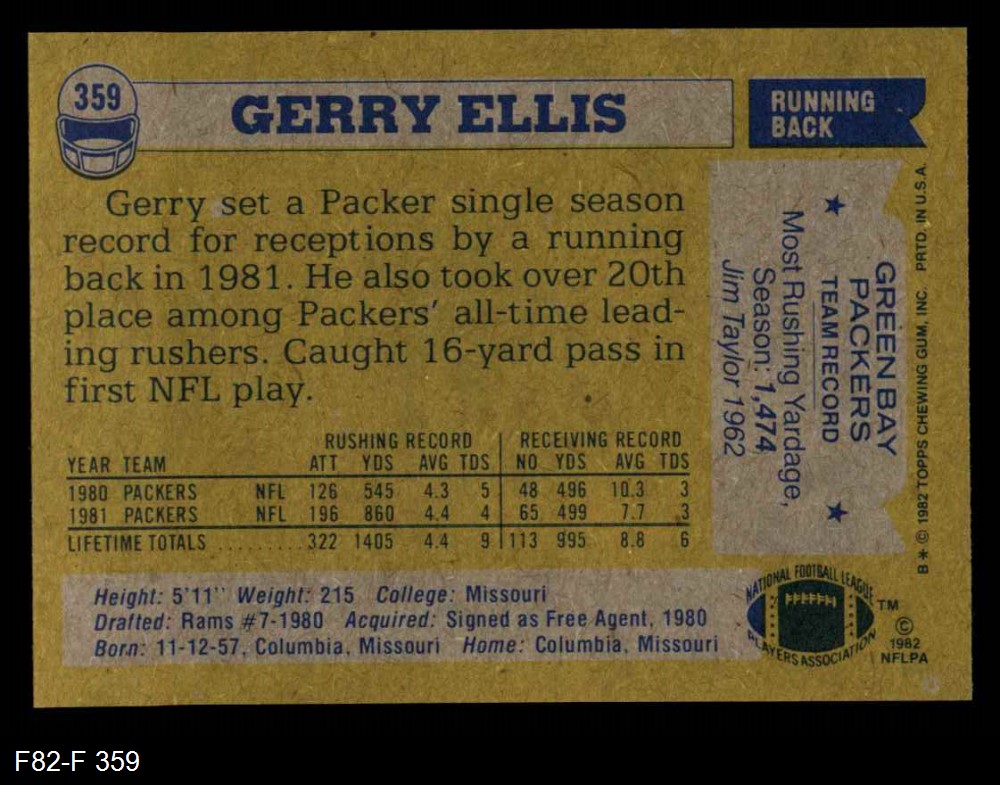 359
GERRY ELLIS
RUNNING
BACK
Gerry set a Packer single season
record for receptions by a running
back in 1981. He also took over 20th
place among Packers' all-time lead-
ing rushers. Caught 16-yard pass in
first NFL play.
GREEN BAY
PACKERS
★ TEAM RECORD ★
Most Rushing Yardage,
Season: 1,474
Jim Taylor 1962
B * © 1982 TOPPS CHEWING GUM, INC. PRTD. IN U.S.A.
RUSHING RECORD RECEIVING RECORD
YEAR TEAM ATT YDS AVG TDS NO YDS AVG TDS
1980 PACKERS NFL 126 545 4.3 5 48 496 10.3 3
1981 PACKERS NFL 196 860 4.4 4 65 499 7.7 3
LIFETIME TOTALS .......... 322 1405 4.4 9 113 995 8.8 6
Height: 5'11" Weight: 215 College: Missouri
Drafted: Rams #7-1980 Acquired: Signed as Free Agent, 1980
Born: 11-12-57, Columbia, Missouri Home: Columbia, Missouri
NATIONAL FOOTBALL LEAGUE
PLAYERS ASSOCIATION
TM
©
1982
NFLPA
F82-F 359